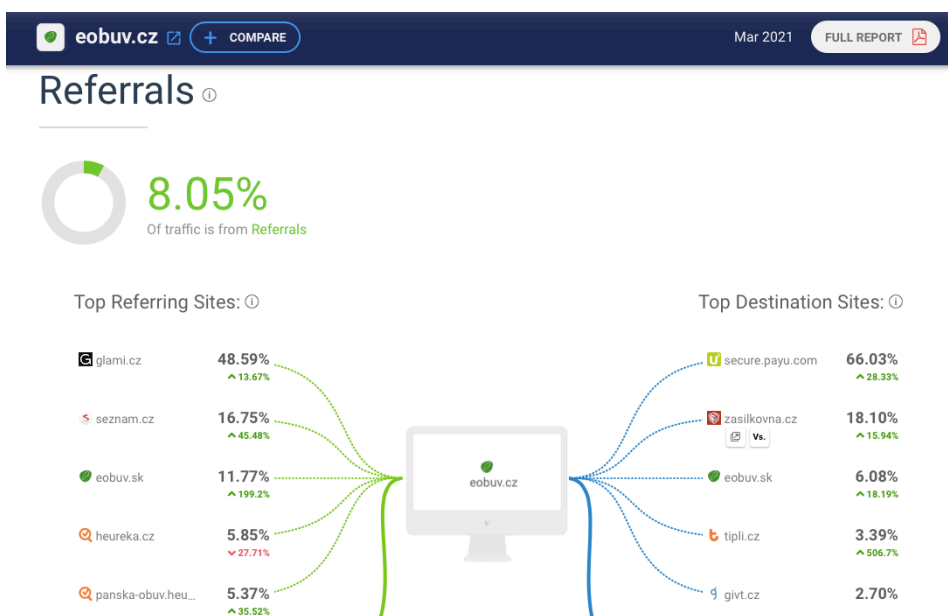 eobuv.cz + COMPARE Mar 2021 FULL REPORT
Referrals
8.05%
Of traffic is from Referrals
Top Referring Sites:
glami.cz 48.59%
13.67%
seznam.cz 16.75%
45.48%
eobuv.sk 11.77%
199.2%
heureka.cz 5.85%
27.71%
panska-obuv.heu... 5.37%
35.52%
eobuv.cz
Top Destination Sites:
secure.payu.com 66.03%
28.33%
zasilkovna.cz 18.10%
Vs. 15.94%
eobuv.sk 6.08%
18.19%
tipli.cz 3.39%
506.7%
givt.cz 2.70%